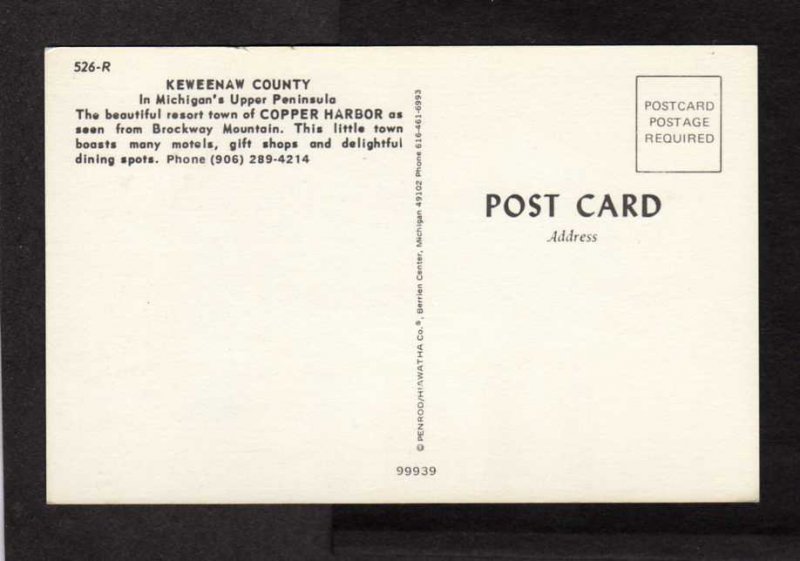 526-R
KEWEENAW COUNTY
In Michigan's Upper Peninsula
The beautiful resort town of COPPER HARBOR as
seen from Brockway Mountain. This little town
boasts many motels, gift shops and delightful
dining spots. Phone (906) 289-4214
© PENROD/HIAWATHA Co.®, Berrien Center, Michigan 49102 Phone 616-461-6993
99939
POSTCARD
POSTAGE
REQUIRED
POST CARD
Address